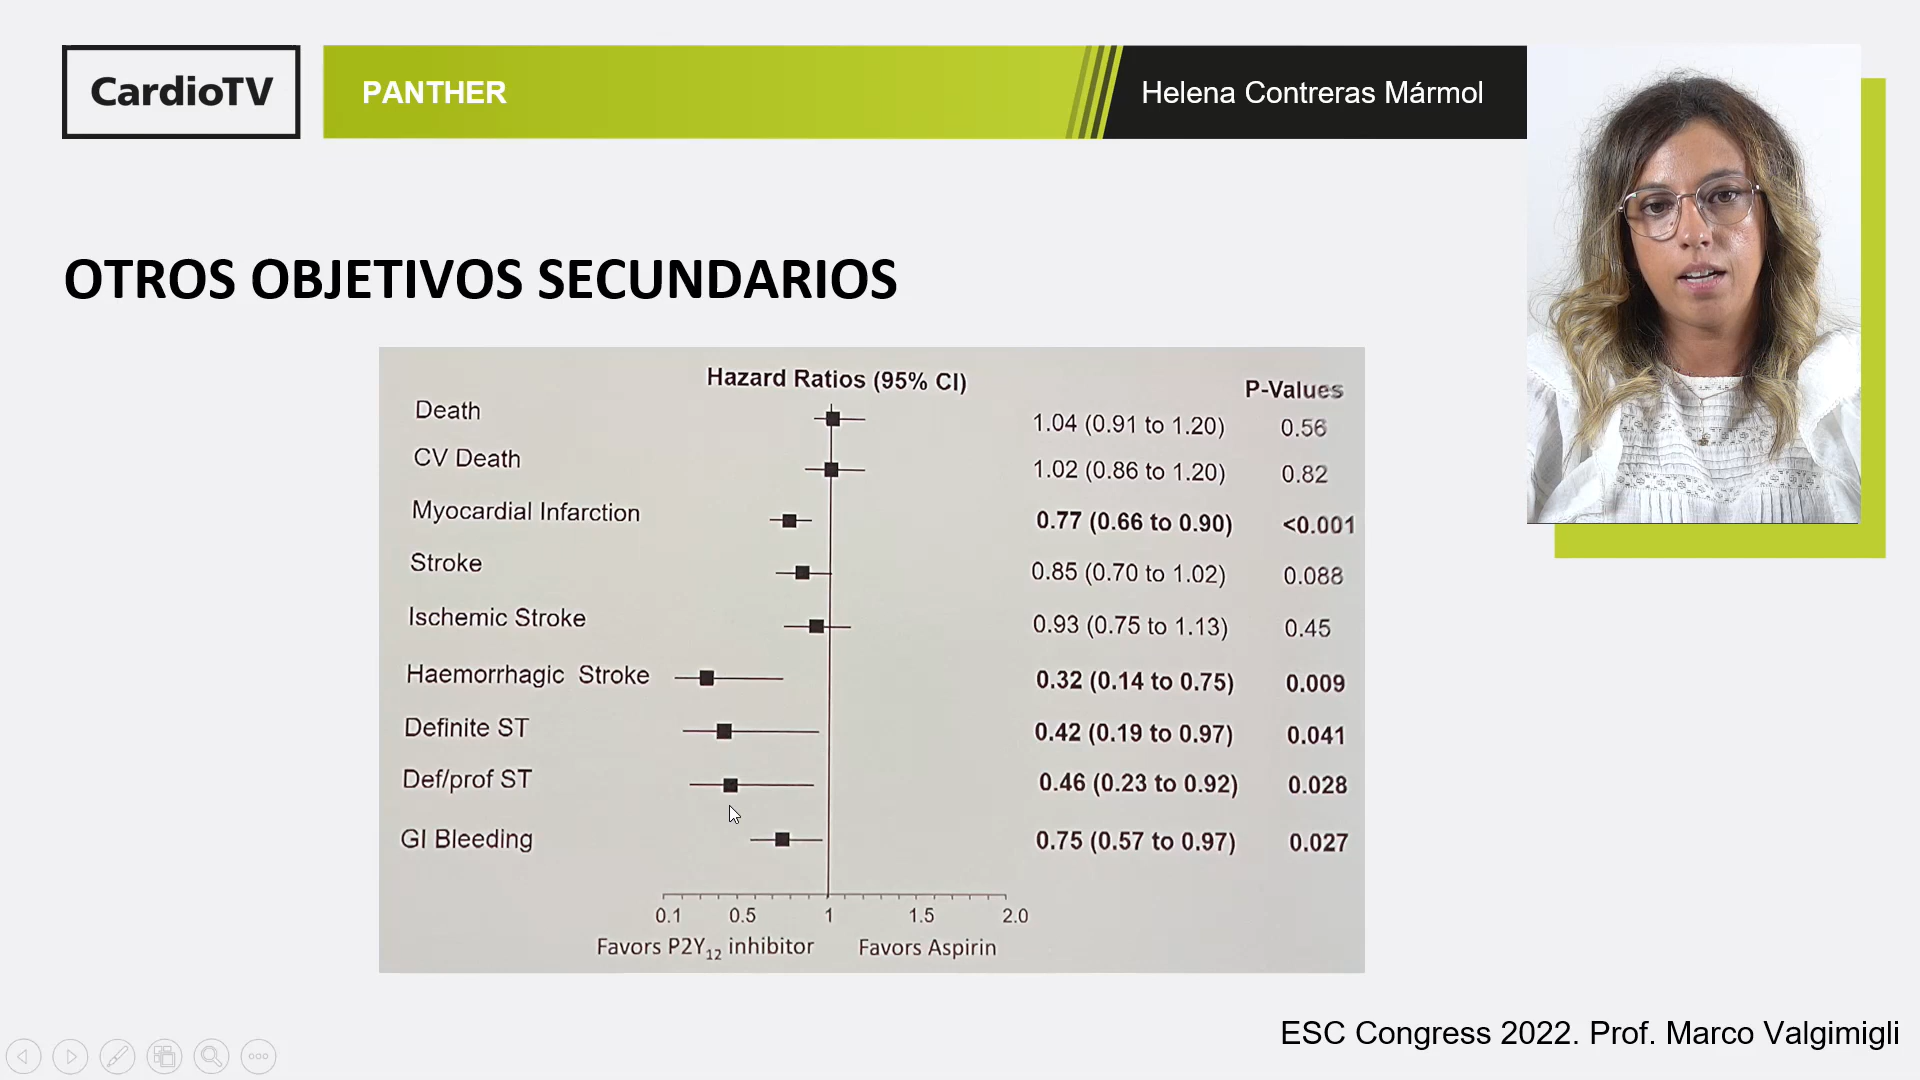 CardioTV
PANTHER
Helena Contreras Mármol
OTROS OBJETIVOS SECUNDARIOS
Hazard Ratios (95% CI)
P-Values
Death 1.04 (0.91 to 1.20) 0.56
CV Death 1.02 (0.86 to 1.20) 0.82
Myocardial Infarction 0.77 (0.66 to 0.90) <0.001
Stroke 0.85 (0.70 to 1.02) 0.088
Ischemic Stroke 0.93 (0.75 to 1.13) 0.45
Haemorrhagic Stroke 0.32 (0.14 to 0.75) 0.009
Definite ST 0.42 (0.19 to 0.97) 0.041
Def/prof ST 0.46 (0.23 to 0.92) 0.028
GI Bleeding 0.75 (0.57 to 0.97) 0.027
0.1 0.5 1 1.5 2.0
Favors P2Y₁₂ inhibitor Favors Aspirin
ESC Congress 2022. Prof. Marco Valgimigli